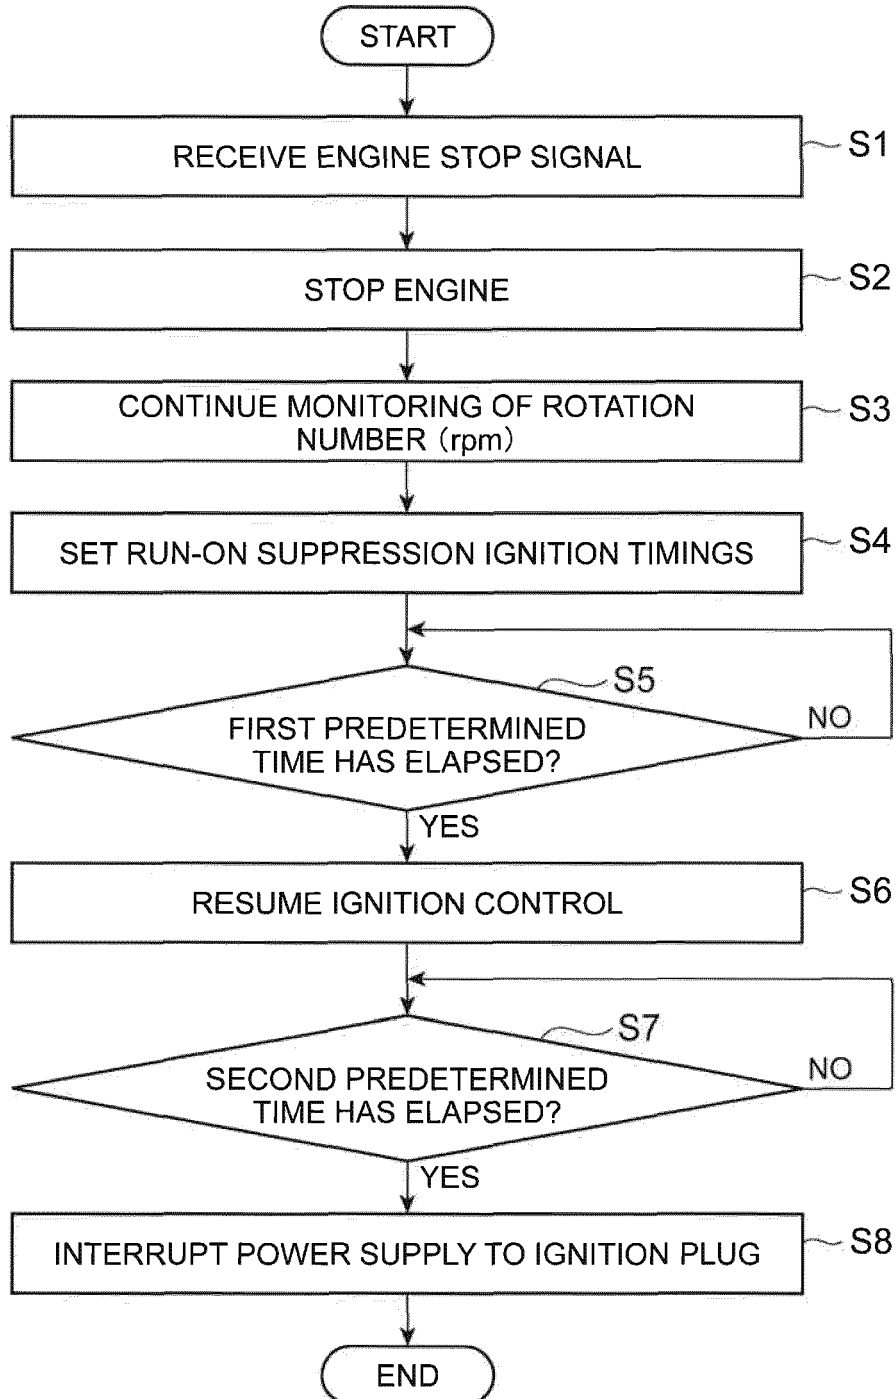 START
RECEIVE ENGINE STOP SIGNAL
S1
STOP ENGINE
S2
CONTINUE MONITORING OF ROTATION
NUMBER (rpm)
S3
SET RUN-ON SUPPRESSION IGNITION TIMINGS
S4
S5
FIRST PREDETERMINED
TIME HAS ELAPSED?
NO
YES
RESUME IGNITION CONTROL
S6
S7
SECOND PREDETERMINED
TIME HAS ELAPSED?
NO
YES
INTERRUPT POWER SUPPLY TO IGNITION PLUG
S8
END